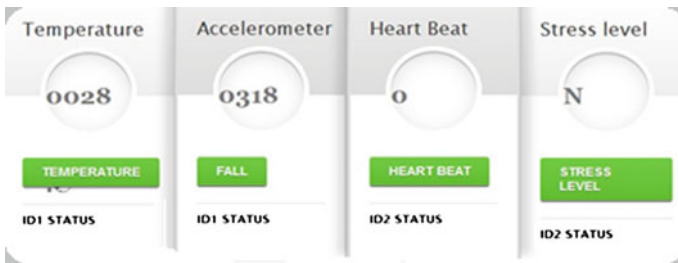 Temperature
0028
TEMPERATURE
ID1 STATUS
Accelerometer
0318
FALL
ID1 STATUS
Heart Beat
0
HEART BEAT
ID2 STATUS
Stress level
N
STRESS
LEVEL
ID2 STATUS